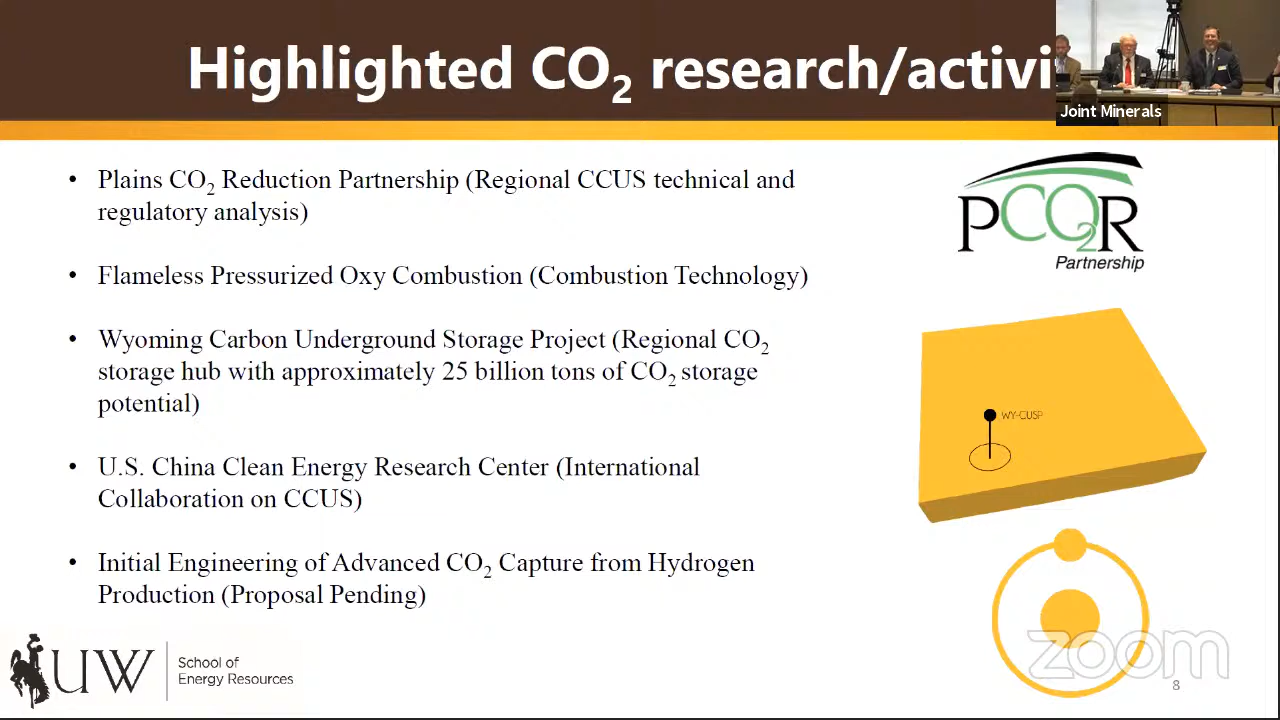 Highlighted CO₂ research/activi
Joint Minerals
• Plains CO₂ Reduction Partnership (Regional CCUS technical and
regulatory analysis)
• Flameless Pressurized Oxy Combustion (Combustion Technology)
• Wyoming Carbon Underground Storage Project (Regional CO₂
storage hub with approximately 25 billion tons of CO₂ storage
potential)
• U.S. China Clean Energy Research Center (International
Collaboration on CCUS)
• Initial Engineering of Advanced CO₂ Capture from Hydrogen
Production (Proposal Pending)
PCO₂R
Partnership
WY-CUSP
UW
School of
Energy Resources
zoom
8